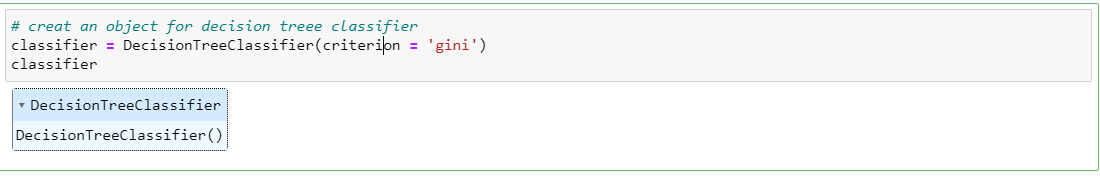 # creat an object for decision treee classifier
classifier = DecisionTreeClassifier(criterion = 'gini')
classifier
DecisionTreeClassifier
DecisionTreeClassifier()